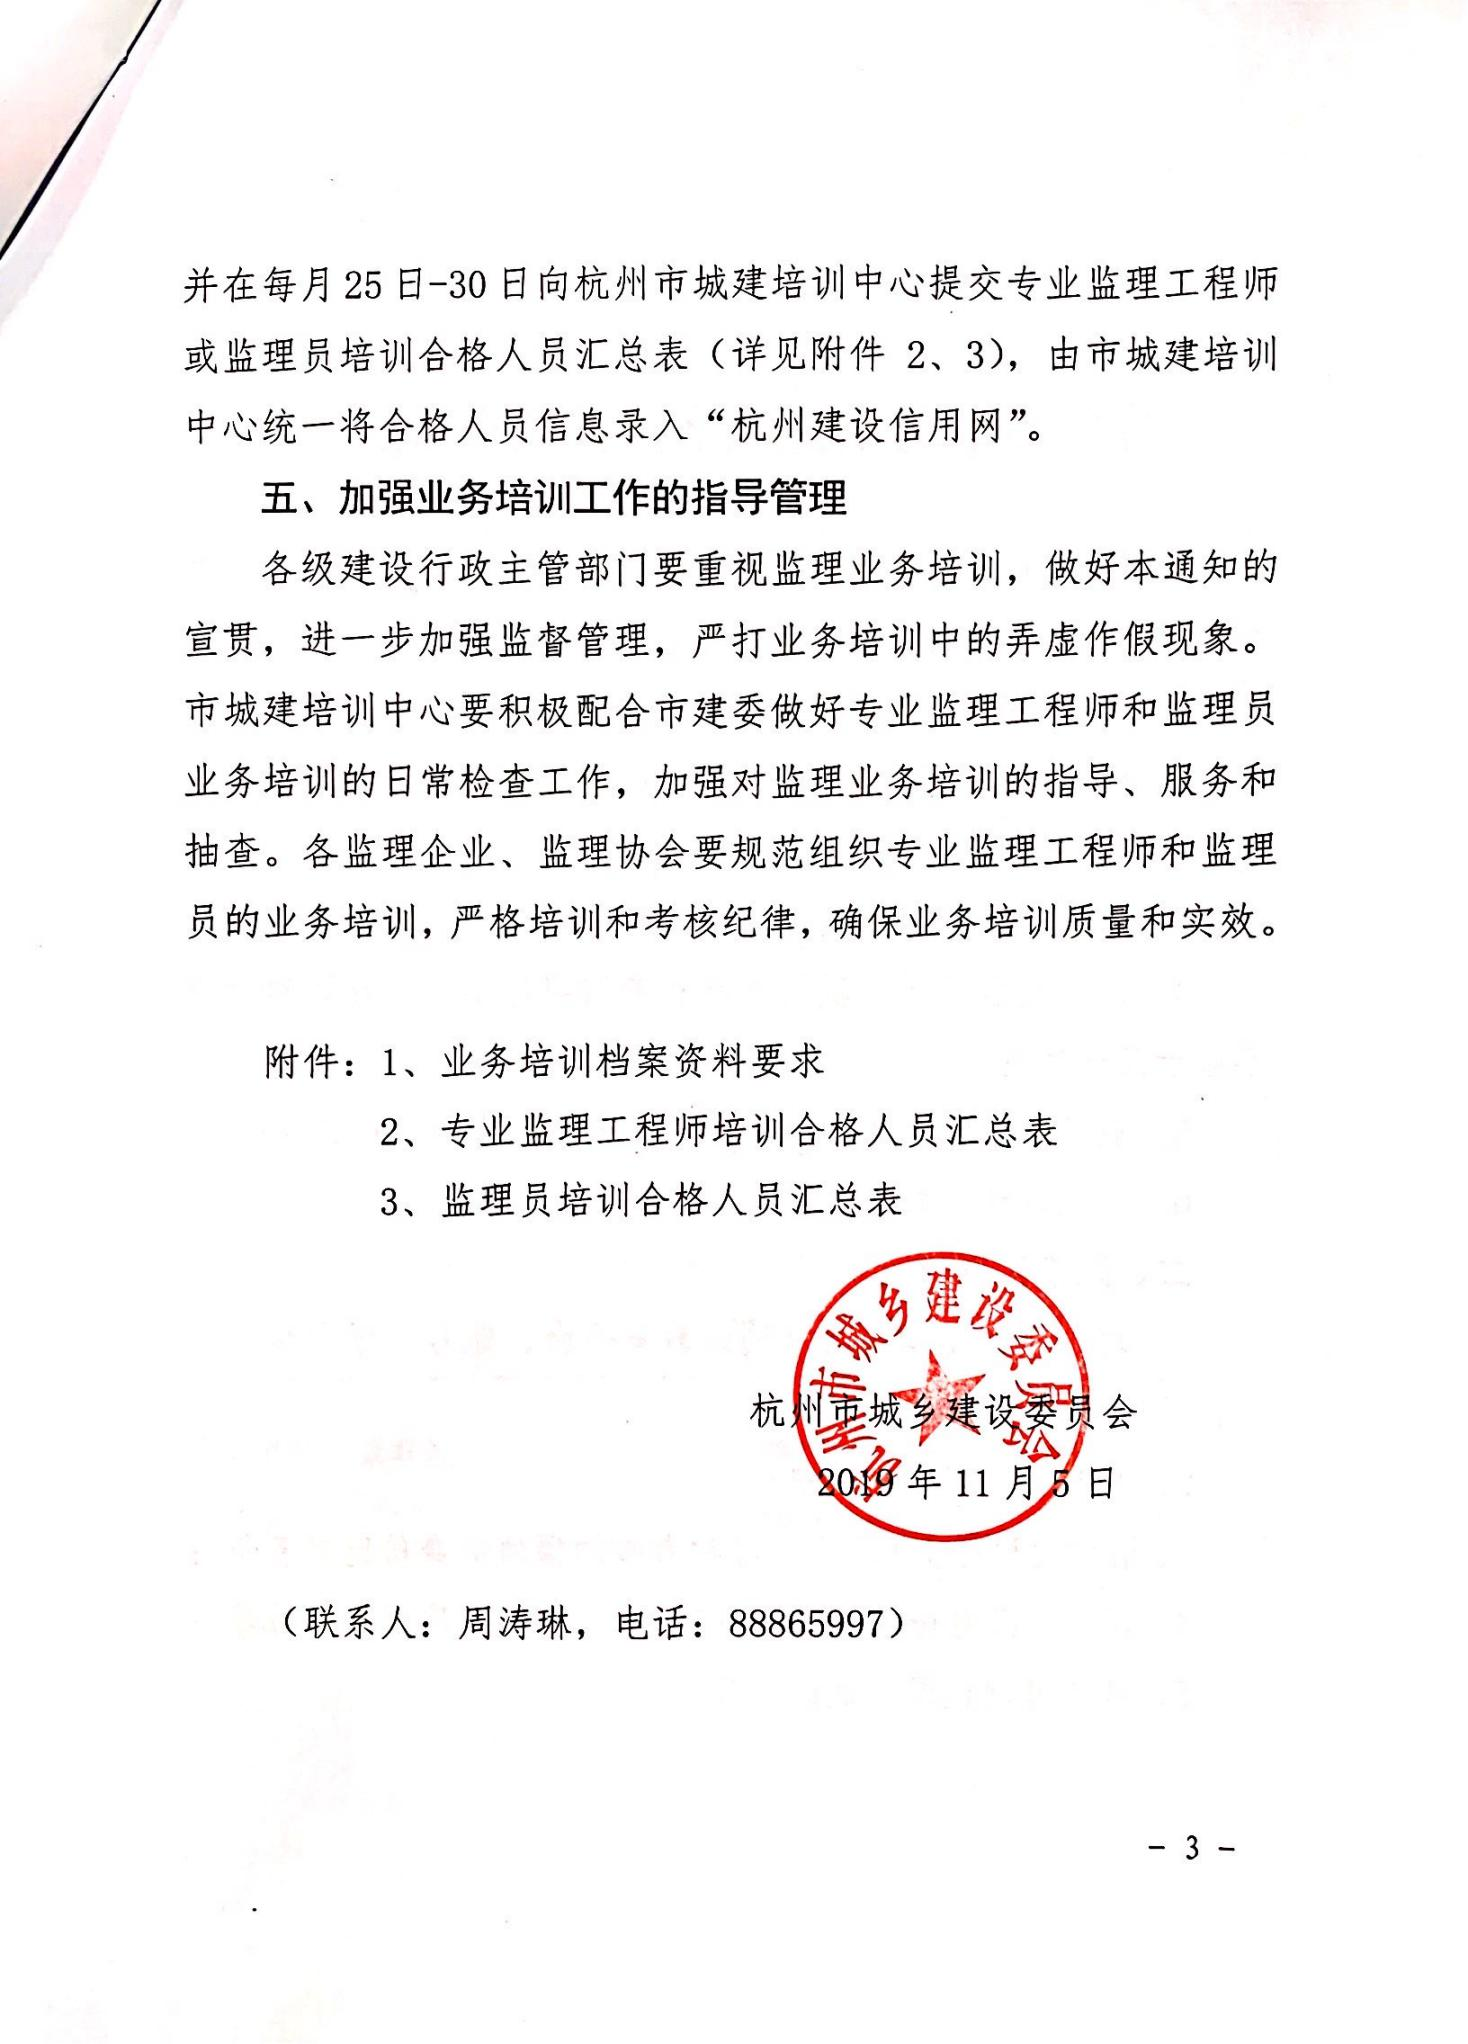 并在每月25日-30日向杭州市城建培训中心提交专业监理工程师
或监理员培训合格人员汇总表（详见附件 2、3），由市城建培训
中心统一将合格人员信息录入“杭州建设信用网”。
五、加强业务培训工作的指导管理
各级建设行政主管部门要重视监理业务培训，做好本通知的
宣贯，进一步加强监督管理，严打业务培训中的弄虚作假现象。
市城建培训中心要积极配合市建委做好专业监理工程师和监理员
业务培训的日常检查工作，加强对监理业务培训的指导、服务和
抽查。各监理企业、监理协会要规范组织专业监理工程师和监理
员的业务培训，严格培训和考核纪律，确保业务培训质量和实效。
附件：1、业务培训档案资料要求
2、专业监理工程师培训合格人员汇总表
3、监理员培训合格人员汇总表
杭州市城乡建设委员会
杭州市城乡建设委员会
2019年11月5日
（联系人：周涛琳，电话：88865997）
- 3 -